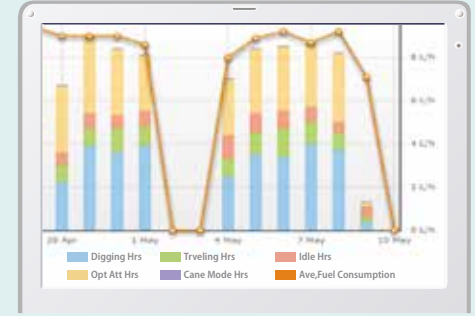 8 L/h
6 L/h
4 L/h
2 L/h
0 L/h
28 Apr 1 May 4 May 7 May 10 May
Digging Hrs Trveling Hrs Idle Hrs
Opt Att Hrs Cane Mode Hrs Ave,Fuel Consumption